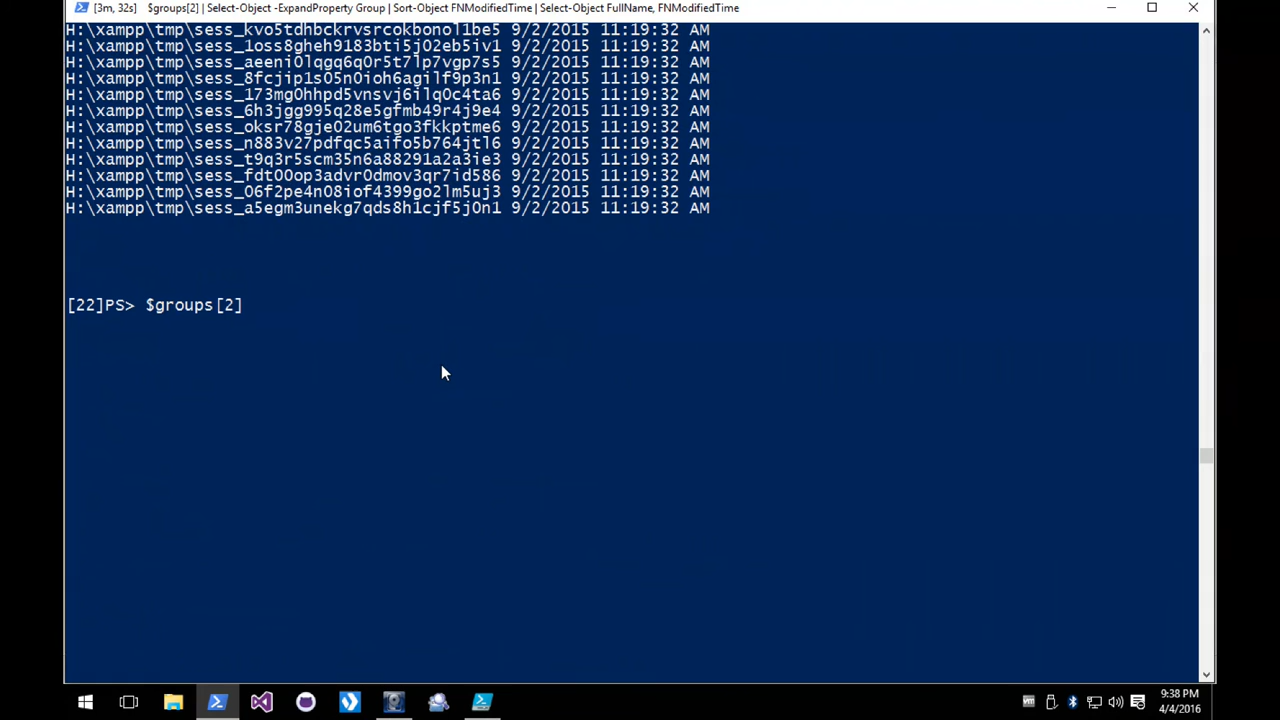 [3m, 32s] $groups[2] | Select-Object -ExpandProperty Group | Sort-Object FNModifiedTime | Select-Object FullName, FNModifiedTime
H:\xampp\tmp\sess_kvo5tdhbckrvsrcokbonol1be5 9/2/2015 11:19:32 AM
H:\xampp\tmp\sess_1oss8gheh9183bti5j02eb5iv1 9/2/2015 11:19:32 AM
H:\xampp\tmp\sess_aeeni0lqgq6q0r5t7lp7vgp7s5 9/2/2015 11:19:32 AM
H:\xampp\tmp\sess_8fcjip1s05n0ioh6agilf9p3n1 9/2/2015 11:19:32 AM
H:\xampp\tmp\sess_173mg0hhpd5vnsvj6ilq0c4ta6 9/2/2015 11:19:32 AM
H:\xampp\tmp\sess_6h3jgg995q28e5gfmb49r4j9e4 9/2/2015 11:19:32 AM
H:\xampp\tmp\sess_oksr78gje02um6tgo3fkkptme6 9/2/2015 11:19:32 AM
H:\xampp\tmp\sess_n883v27pdfqc5aifo5b764jtl6 9/2/2015 11:19:32 AM
H:\xampp\tmp\sess_t9q3r5scm35n6a88291a2a3ie3 9/2/2015 11:19:32 AM
H:\xampp\tmp\sess_fdt00op3advr0dmov3qr7id586 9/2/2015 11:19:32 AM
H:\xampp\tmp\sess_06f2pe4n08iof4399go2lm5uj3 9/2/2015 11:19:32 AM
H:\xampp\tmp\sess_a5egm3unekg7qds8h1cjf5j0n1 9/2/2015 11:19:32 AM
[22]PS> $groups[2]
9:38 PM
4/4/2016